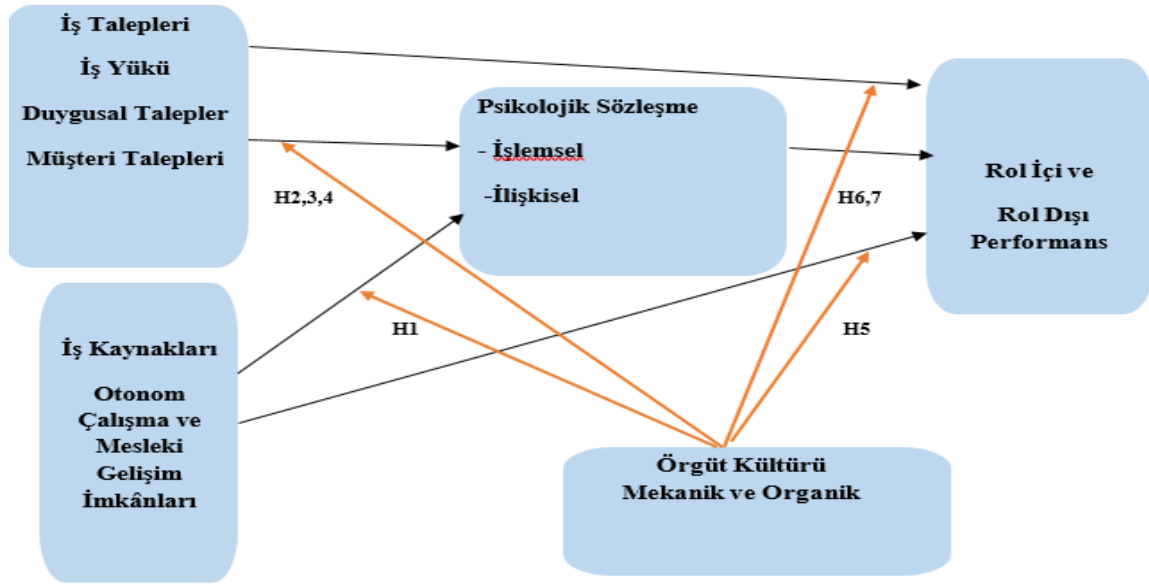 İş Talepleri
İş Yükü
Duygusal Talepler
Müşteri Talepleri
Psikolojik Sözleşme
- İşlemsel
-İlişkisel
Rol İçi ve
Rol Dışı
Performans
H2,3,4
H6,7
H1
H5
İş Kaynakları
Otonom
Çalışma ve
Mesleki
Gelişim
İmkânları
Örgüt Kültürü
Mekanik ve Organik